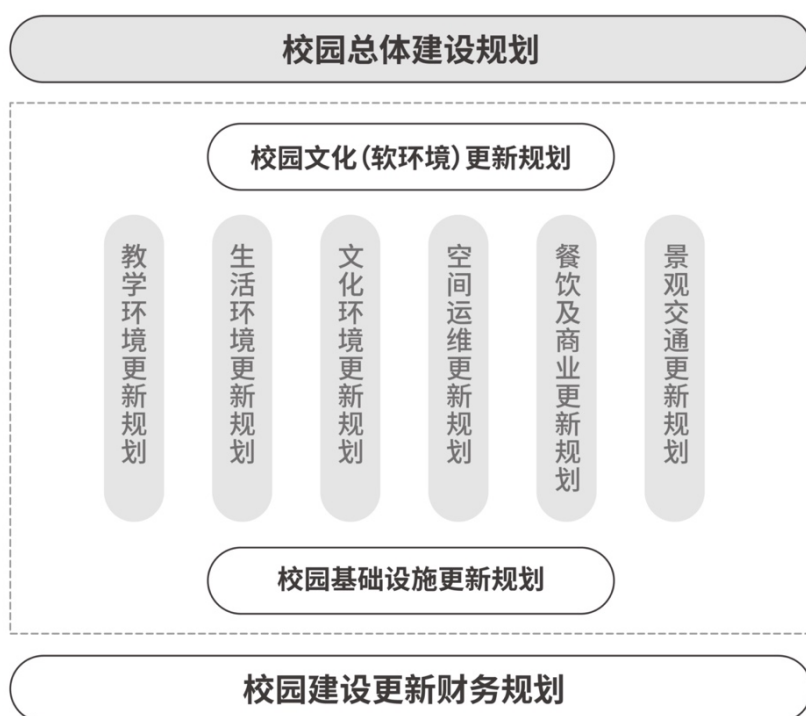 校园总体建设规划
校园文化(软环境)更新规划
教学环境更新规划
生活环境更新规划
文化环境更新规划
空间运维更新规划
餐饮及商业更新规划
景观交通更新规划
校园基础设施更新规划
校园建设更新财务规划